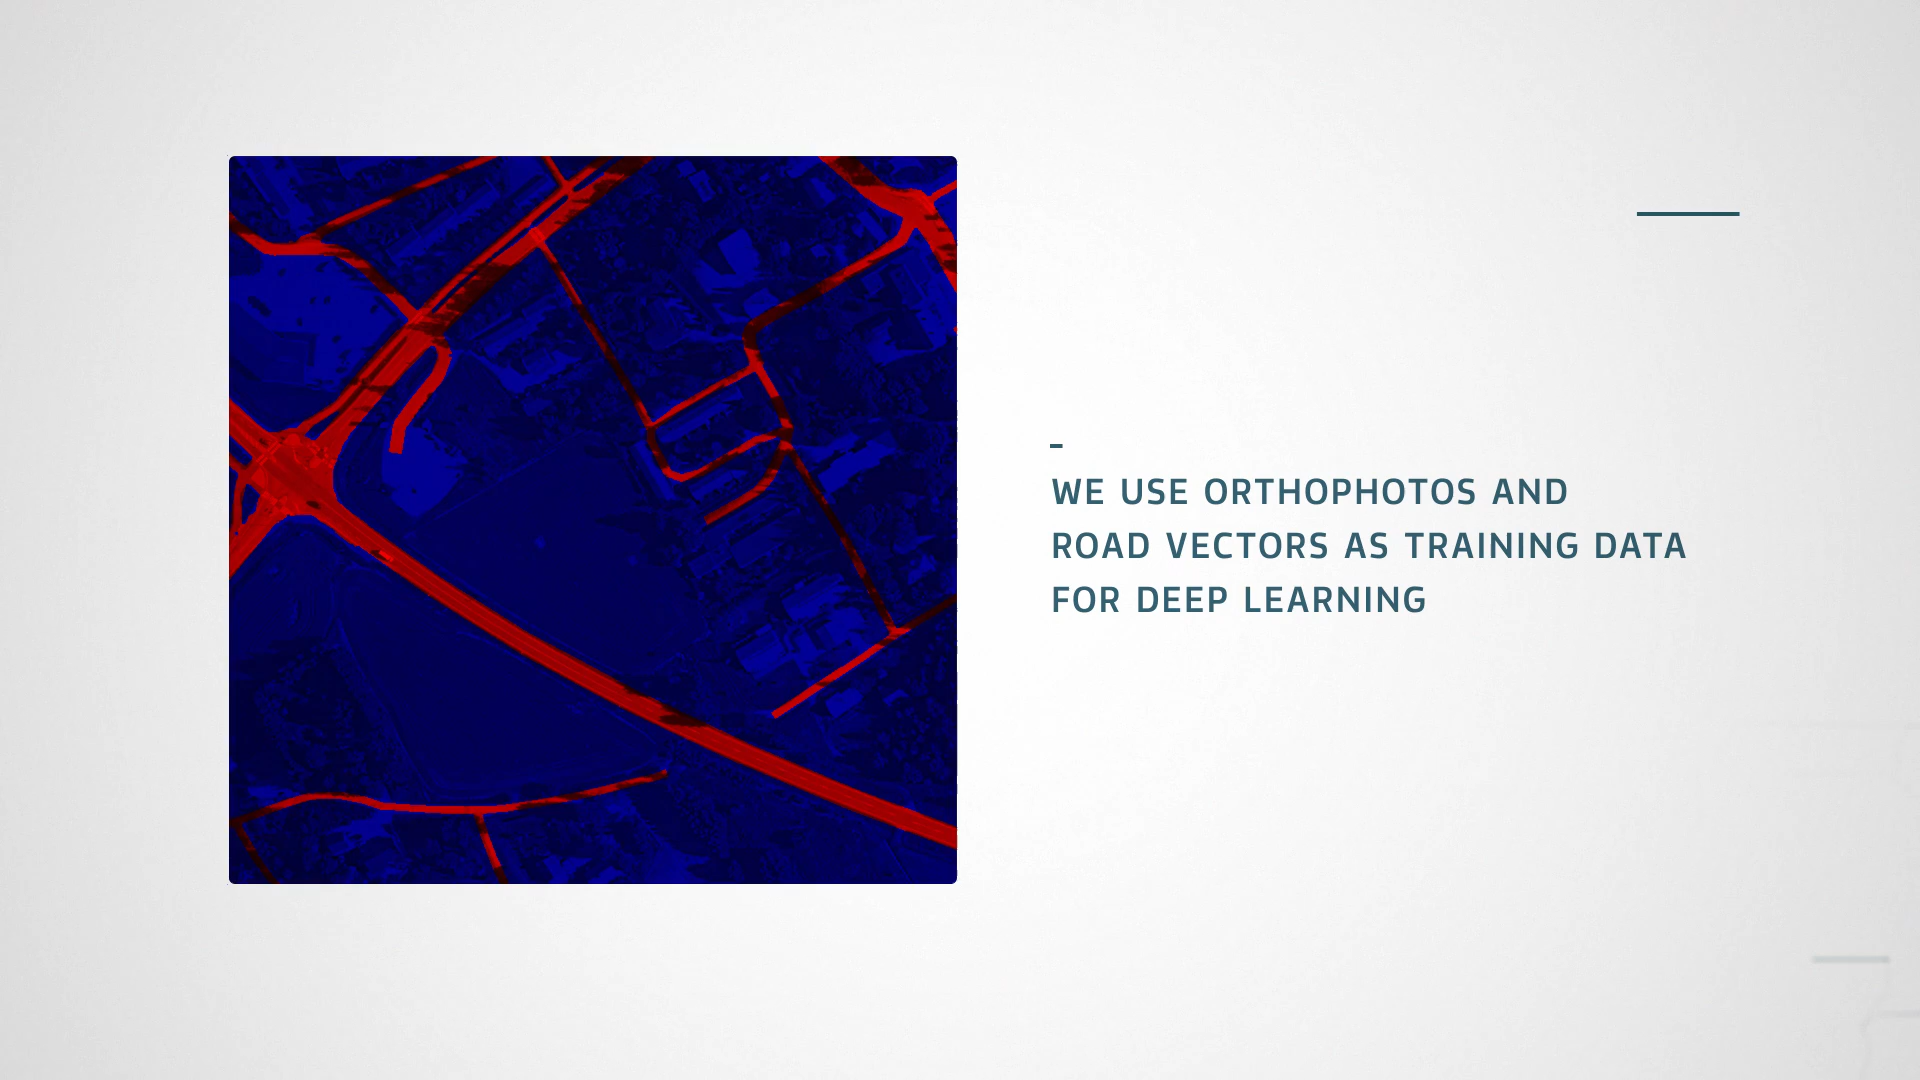 WE USE ORTHOPHOTOS AND
ROAD VECTORS AS TRAINING DATA
FOR DEEP LEARNING